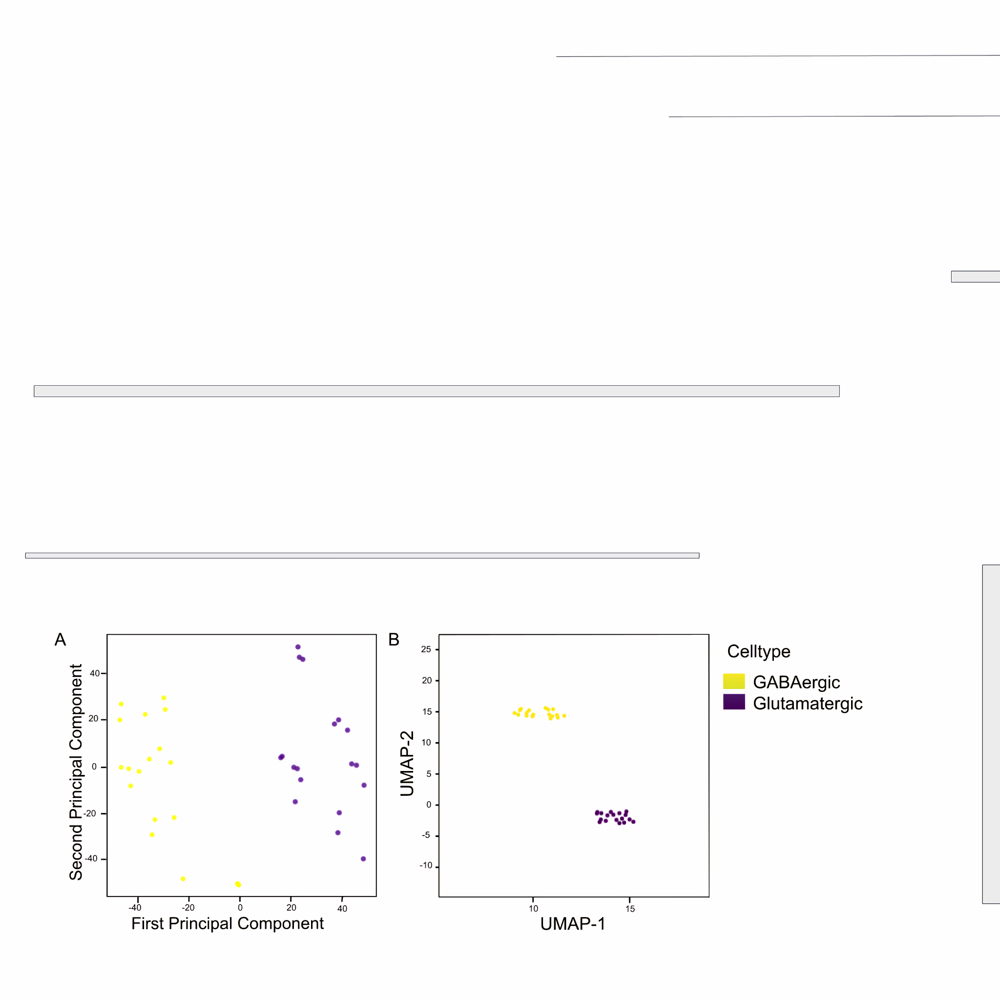 A
Second Principal Component
40
20
0
-20
-40
-40
-20
0
20
40
First Principal Component
B
UMAP-2
25
20
15
10
5
0
-5
-10
10
15
UMAP-1
Celltype
GABAergic
Glutamatergic